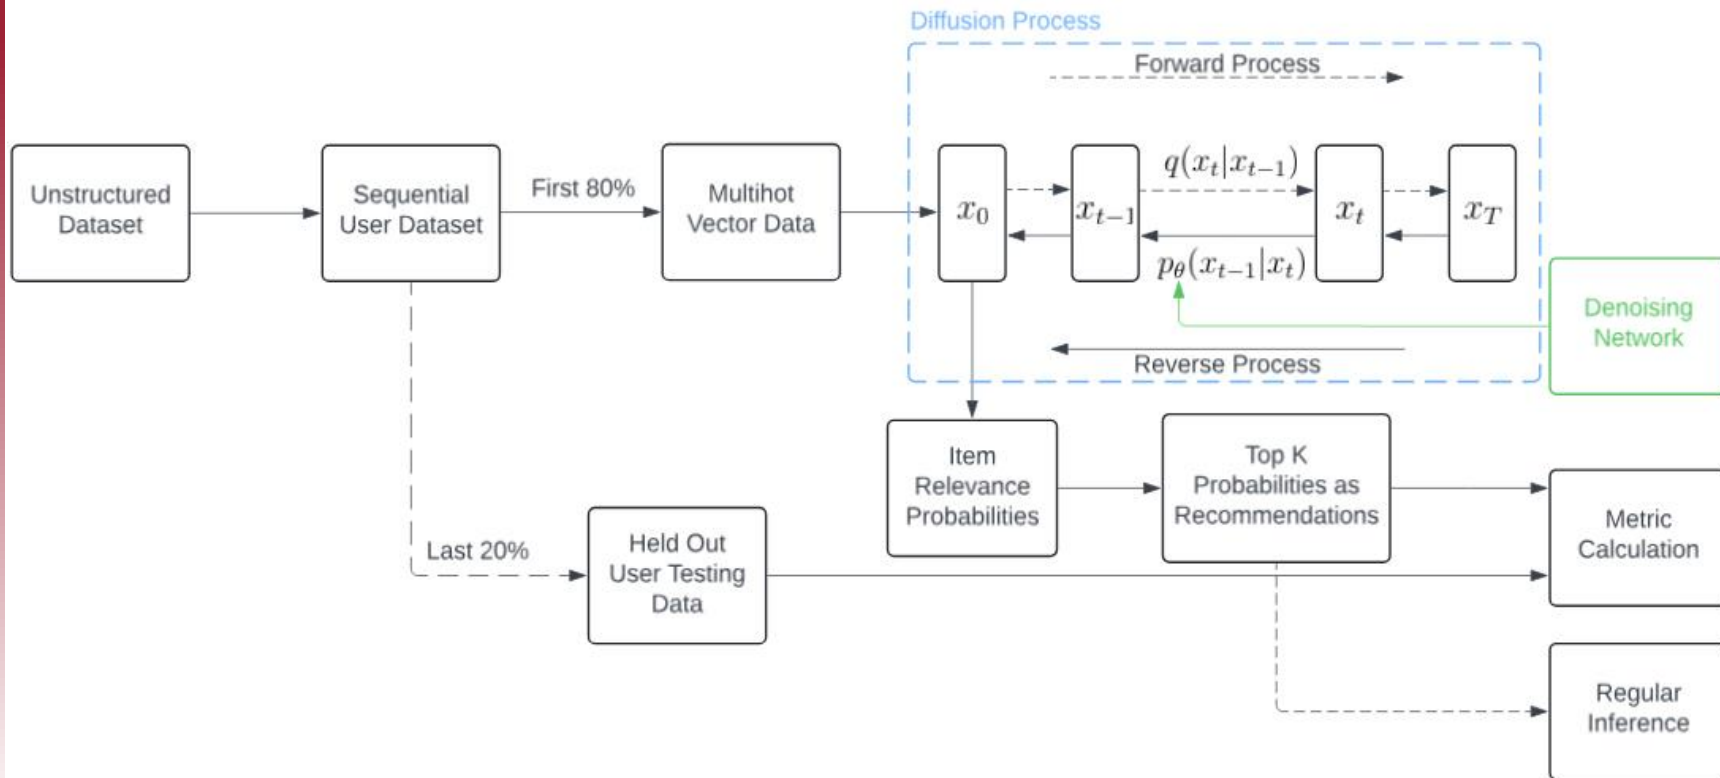 Diffusion Process
Forward Process
Unstructured
Dataset
Sequential
User Dataset
First 80%
Multihot
Vector Data
x_0
x_{t-1}
q(x_t|x_{t-1})
p_θ(x_{t-1}|x_t)
x_t
x_T
Reverse Process
Denoising
Network
Item
Relevance
Probabilities
Top K
Probabilities as
Recommendations
Metric
Calculation
Last 20%
Held Out
User Testing
Data
Regular
Inference